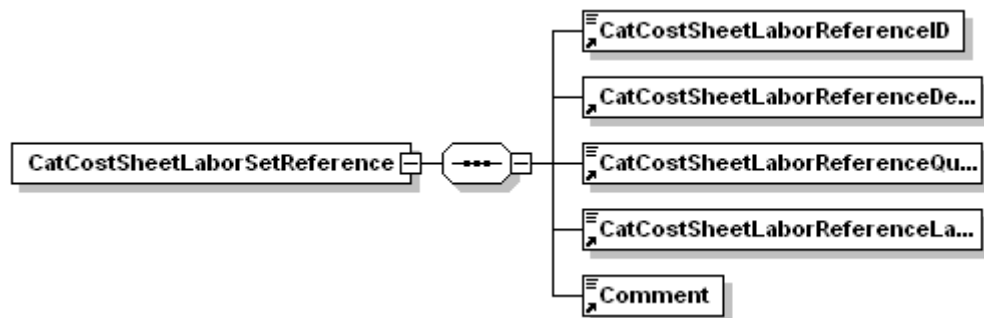 CatCostSheetLaborReferenceID
CatCostSheetLaborReferenceDe...
CatCostSheetLaborSetReference
CatCostSheetLaborReferenceQu...
CatCostSheetLaborReferenceLa...
Comment